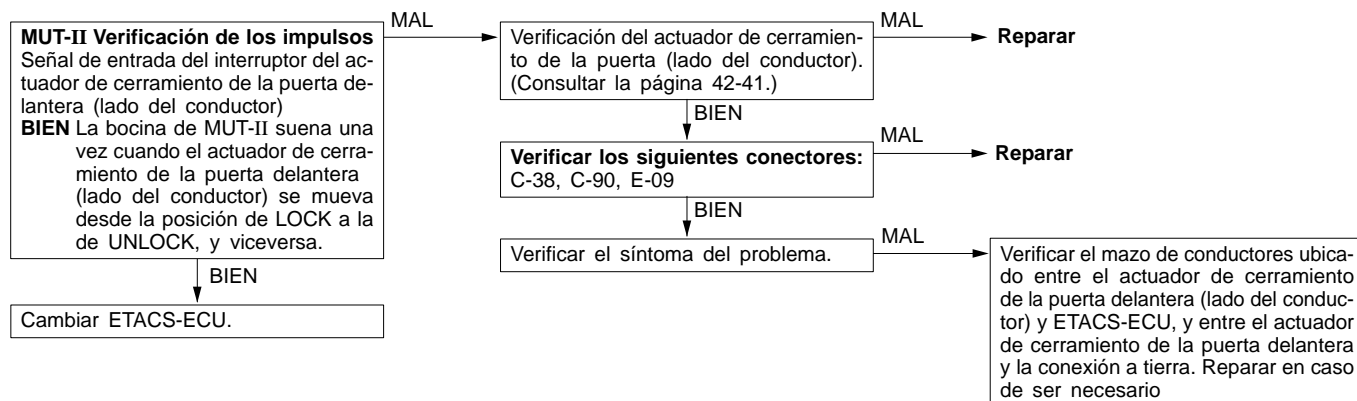 MUT-II Verificación de los impulsos
Señal de entrada del interruptor del ac-
tuador de cerramiento de la puerta de-
lantera (lado del conductor)
BIEN La bocina de MUT-II suena una
vez cuando el actuador de cerra-
miento de la puerta delantera
(lado del conductor) se mueva
desde la posición de LOCK a la
de UNLOCK, y viceversa.
BIEN
Cambiar ETACS-ECU.
MAL
Verificación del actuador de cerramien-
to de la puerta (lado del conductor).
(Consultar la página 42-41.)
MAL
Reparar
BIEN
Verificar los siguientes conectores:
C-38, C-90, E-09
MAL
Reparar
BIEN
Verificar el síntoma del problema.
MAL
Verificar el mazo de conductores ubica-
do entre el actuador de cerramiento
de la puerta delantera (lado del conduc-
tor) y ETACS-ECU, y entre el actuador
de cerramiento de la puerta delantera
y la conexión a tierra. Reparar en caso
de ser necesario